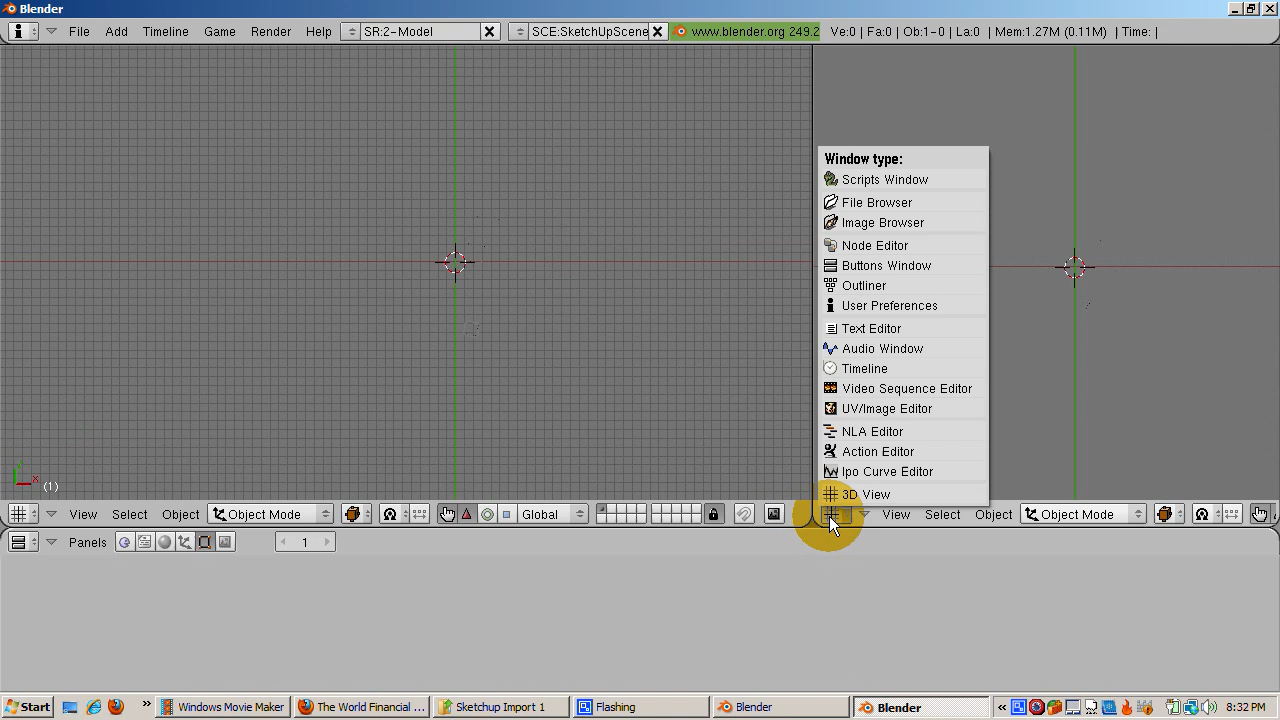 Blender
File Add Timeline Game Render Help SR:2-Model SCE:SketchUpScene www.blender.org 249.2 Ve:0 | Fa:0 | Ob:1-0 | La:0 | Mem:1.27M (0.11M) | Time: |
Window type:
Scripts Window
File Browser
Image Browser
Node Editor
Buttons Window
Outliner
User Preferences
Text Editor
Audio Window
Timeline
Video Sequence Editor
UV/Image Editor
NLA Editor
Action Editor
Ipo Curve Editor
3D View
x
(1)
View Select Object Object Mode Global
View Select Object Object Mode
Panels 1
Start Windows Movie Maker The World Financial ... Sketchup Import 1 Flashing Blender Blender 8:32 PM